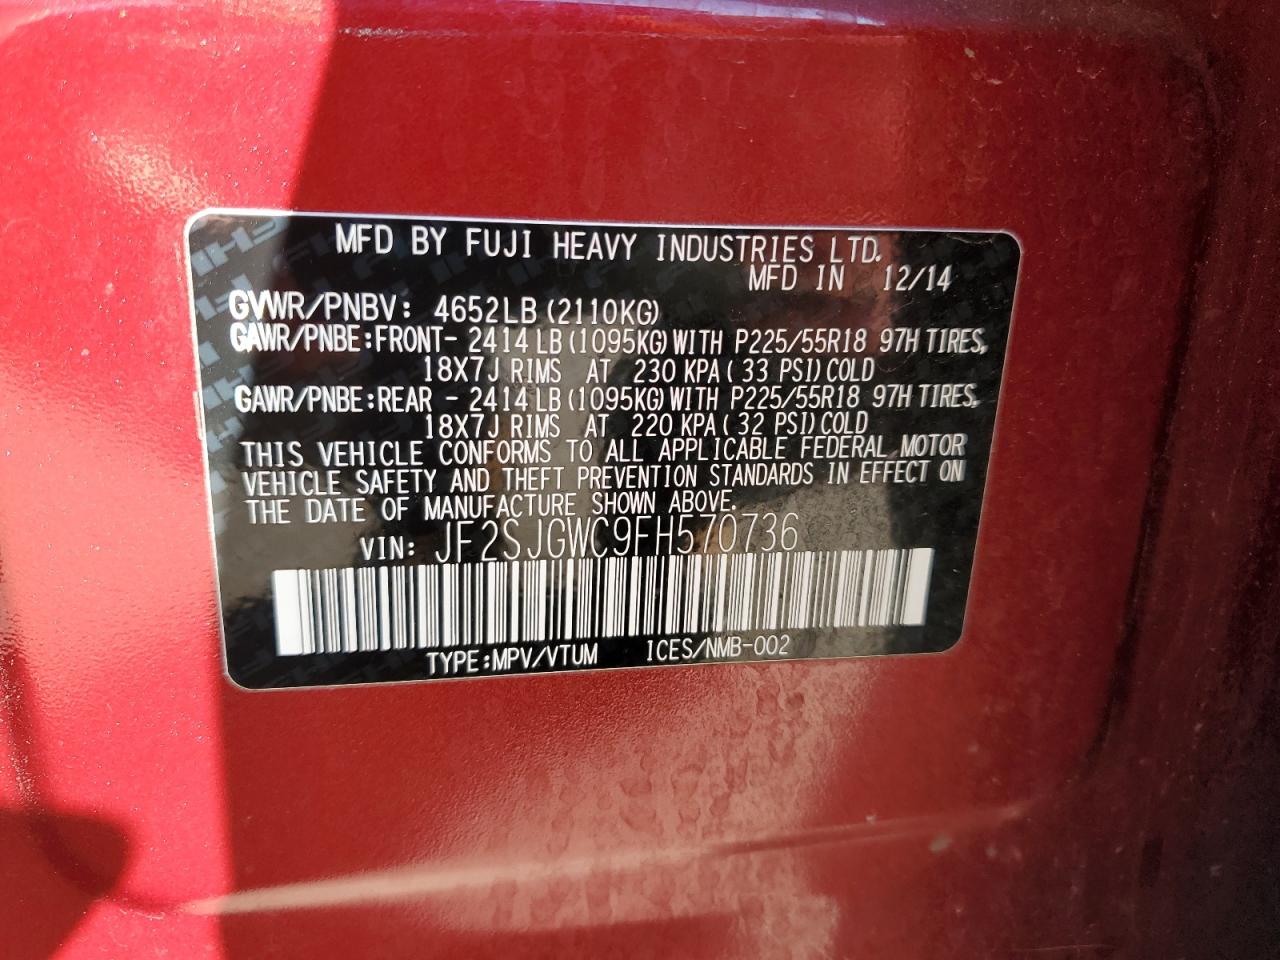 MFD BY FUJI HEAVY INDUSTRIES LTD.
MFD IN 12/14
GVWR/PNBV: 4652LB (2110KG)
GAWR/PNBE:FRONT- 2414LB (1095KG) WITH P225/55R18 97H TIRES,
18X7J RIMS AT 230 KPA ( 33 PSI) COLD
GAWR/PNBE:REAR - 2414LB (1095KG) WITH P225/55R18 97H TIRES,
18X7J RIMS AT 220 KPA ( 32 PSI) COLD
THIS VEHICLE CONFORMS TO ALL APPLICABLE FEDERAL MOTOR
VEHICLE SAFETY AND THEFT PREVENTION STANDARDS IN EFFECT ON
THE DATE OF MANUFACTURE SHOWN ABOVE.
VIN: JF2SJGWC9FH570736
TYPE:MPV/VTUM ICES/NMB-002